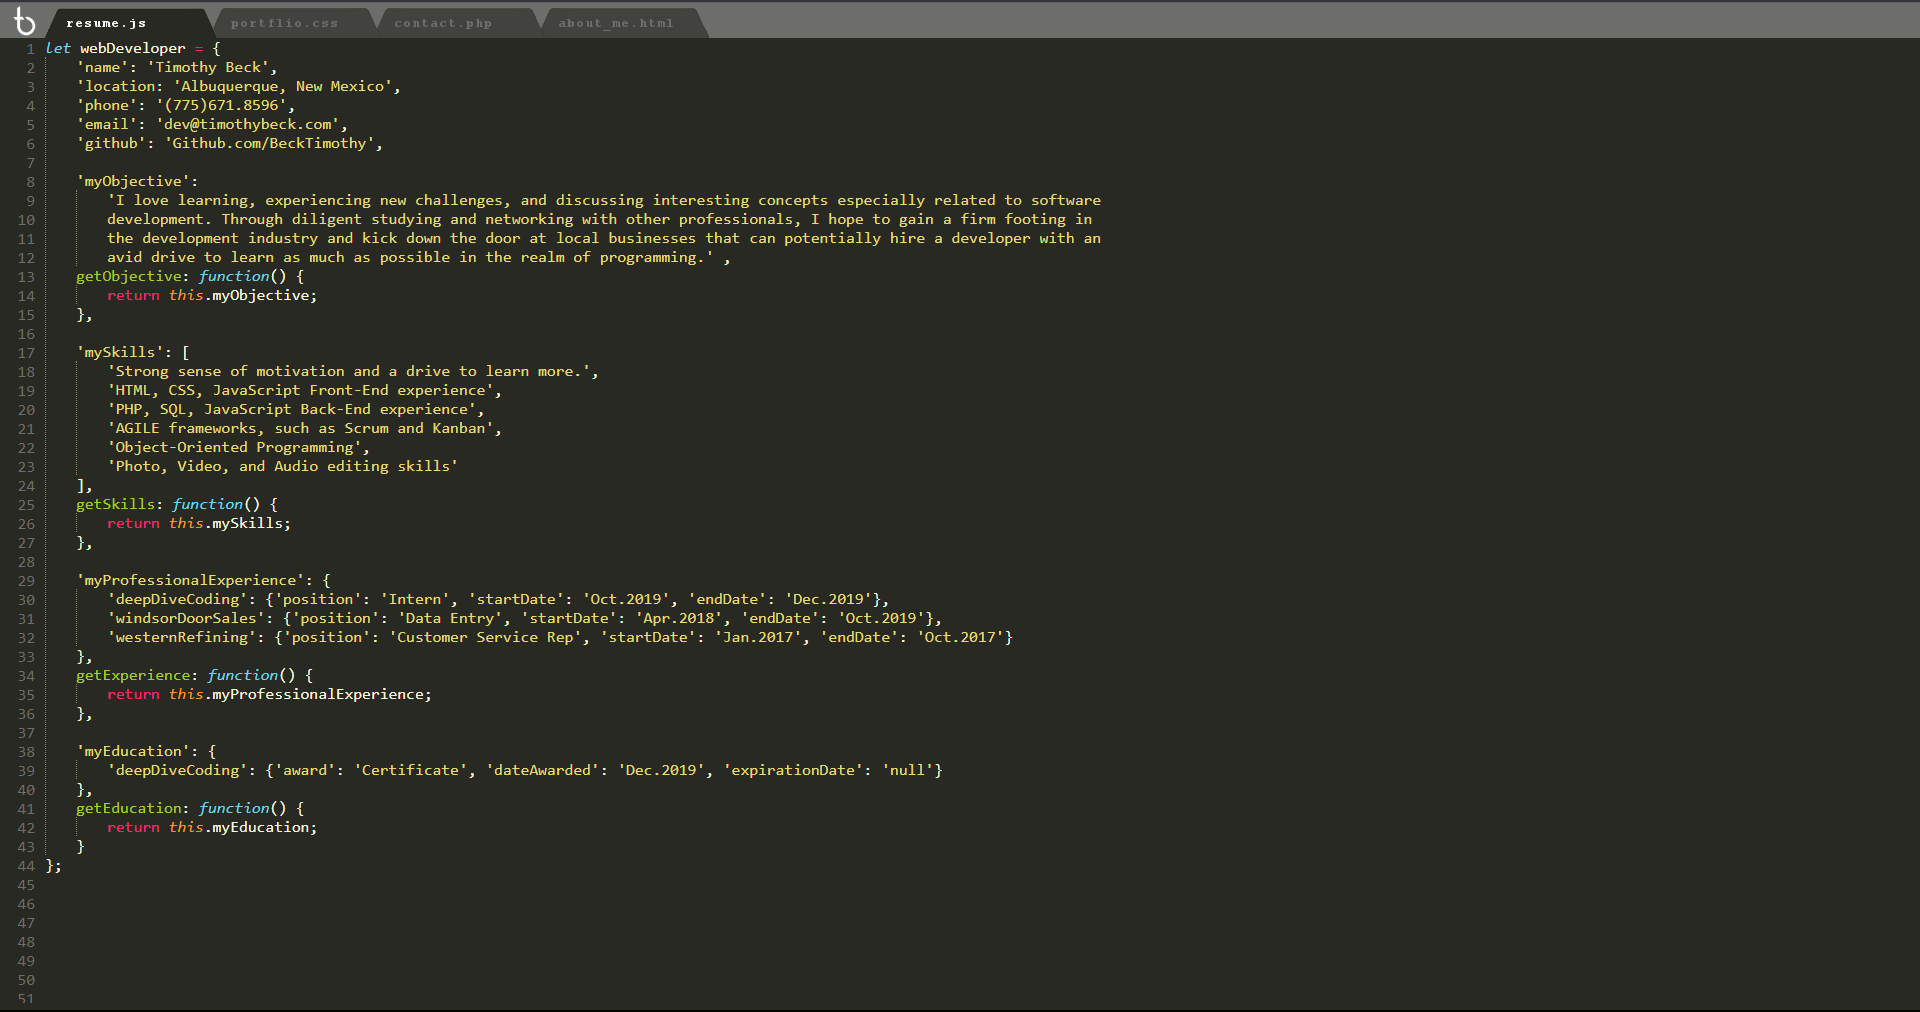 resume.js portflio.css contact.php about_me.html
1 let webDeveloper = {
2 'name': 'Timothy Beck',
3 'location: 'Albuquerque, New Mexico',
4 'phone': '(775)671.8596',
5 'email': 'dev@timothybeck.com',
6 'github': 'Github.com/BeckTimothy',
7
8 'myObjective':
9 'I love learning, experiencing new challenges, and discussing interesting concepts especially related to software
10 development. Through diligent studying and networking with other professionals, I hope to gain a firm footing in
11 the development industry and kick down the door at local businesses that can potentially hire a developer with an
12 avid drive to learn as much as possible in the realm of programming.' ,
13 getObjective: function() {
14 return this.myObjective;
15 },
16
17 'mySkills': [
18 'Strong sense of motivation and a drive to learn more.',
19 'HTML, CSS, JavaScript Front-End experience',
20 'PHP, SQL, JavaScript Back-End experience',
21 'AGILE frameworks, such as Scrum and Kanban',
22 'Object-Oriented Programming',
23 'Photo, Video, and Audio editing skills'
24 ],
25 getSkills: function() {
26 return this.mySkills;
27 },
28
29 'myProfessionalExperience': {
30 'deepDiveCoding': {'position': 'Intern', 'startDate': 'Oct.2019', 'endDate': 'Dec.2019'},
31 'windsorDoorSales': {'position': 'Data Entry', 'startDate': 'Apr.2018', 'endDate': 'Oct.2019'},
32 'westernRefining': {'position': 'Customer Service Rep', 'startDate': 'Jan.2017', 'endDate': 'Oct.2017'}
33 },
34 getExperience: function() {
35 return this.myProfessionalExperience;
36 },
37
38 'myEducation': {
39 'deepDiveCoding': {'award': 'Certificate', 'dateAwarded': 'Dec.2019', 'expirationDate': 'null'}
40 },
41 getEducation: function() {
42 return this.myEducation;
43 }
44 };
45
46
47
48
49
50
51